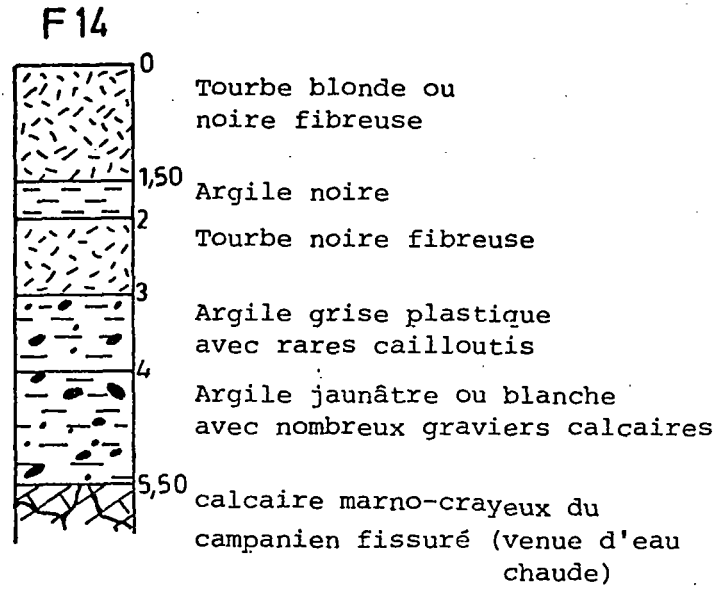 F 14
0
Tourbe blonde ou
noire fibreuse
1,50
Argile noire
2
Tourbe noire fibreuse
3
Argile grise plastique
avec rares cailloutis
4
Argile jaunâtre ou blanche
avec nombreux graviers calcaires
5,50
calcaire marno-crayeux du
campanien fissuré (venue d'eau
chaude)